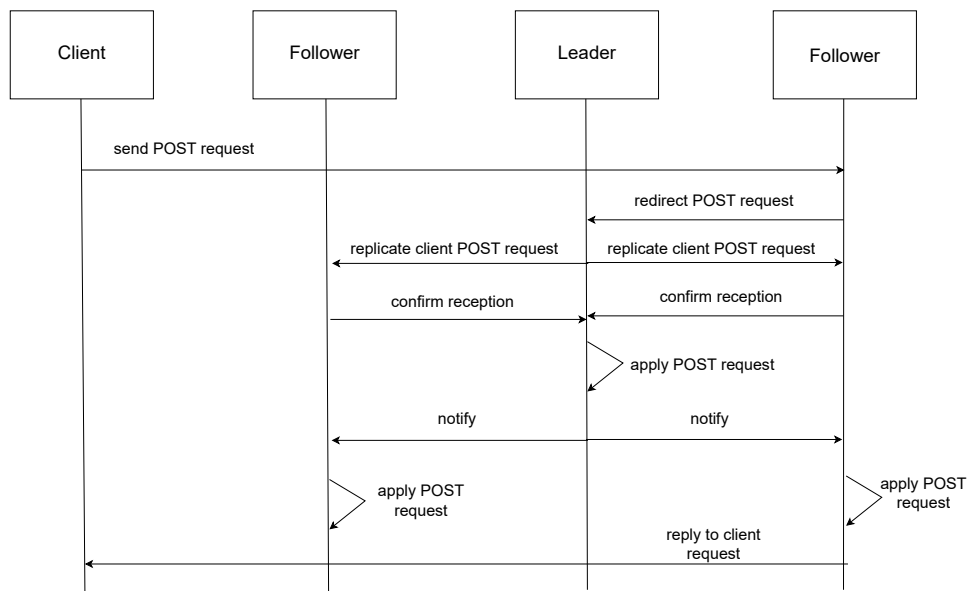 Client
Follower
Leader
Follower
send POST request
redirect POST request
replicate client POST request
replicate client POST request
confirm reception
confirm reception
apply POST request
notify
notify
apply POST
request
apply POST
request
reply to client
request